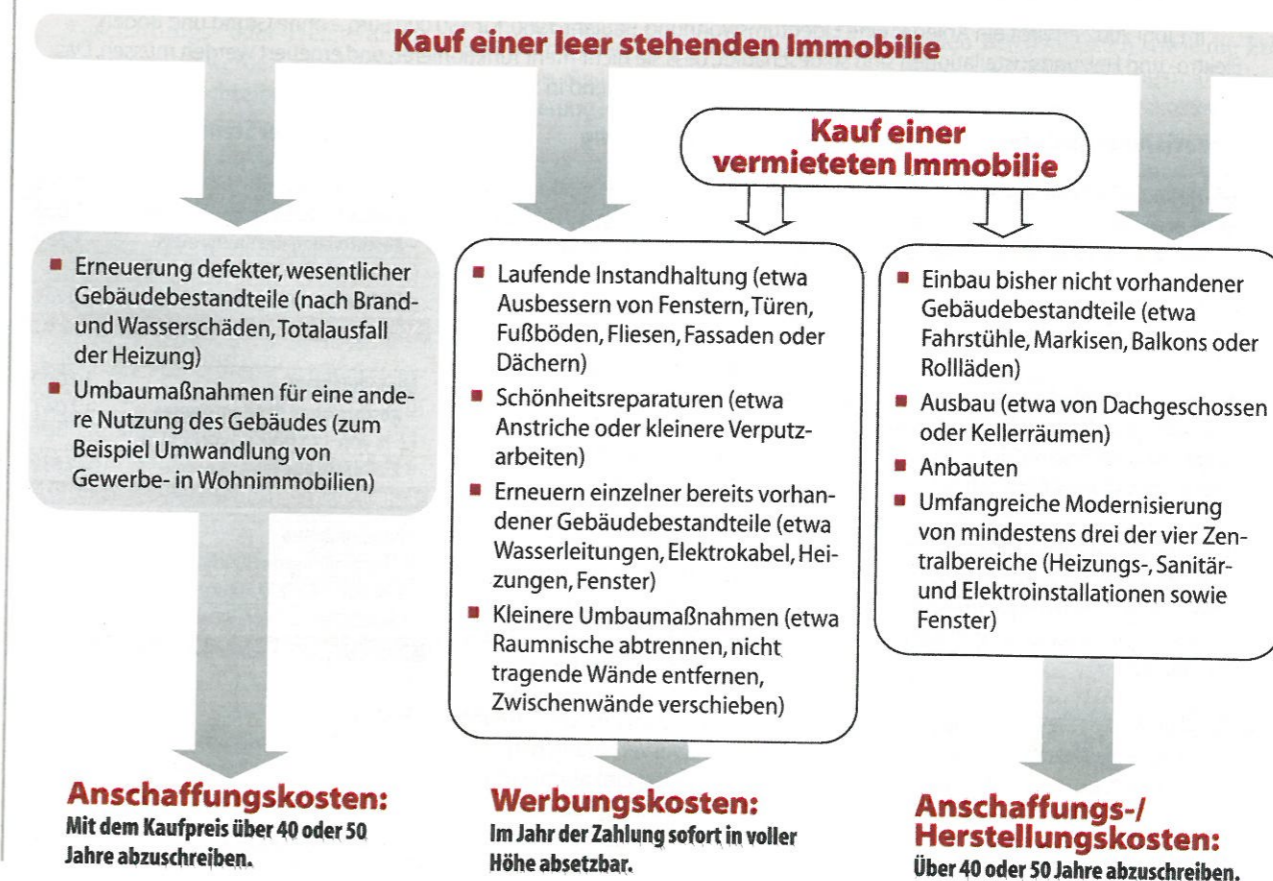 Kauf einer leer stehenden Immobilie
Kauf einer
vermieteten Immobilie
■ Erneuerung defekter, wesentlicher
Gebäudebestandteile (nach Brand-
und Wasserschäden, Totalausfall
der Heizung)
■ Umbaumaßnahmen für eine ande-
re Nutzung des Gebäudes (zum
Beispiel Umwandlung von
Gewerbe- in Wohnimmobilien)
Anschaffungskosten:
Mit dem Kaufpreis über 40 oder 50
Jahre abzuschreiben.
■ Laufende Instandhaltung (etwa
Ausbessern von Fenstern, Türen,
Fußböden, Fliesen, Fassaden oder
Dächern)
■ Schönheitsreparaturen (etwa
Anstriche oder kleinere Verputz-
arbeiten)
■ Erneuern einzelner bereits vorhan-
dener Gebäudebestandteile (etwa
Wasserleitungen, Elektrokabel, Hei-
zungen, Fenster)
■ Kleinere Umbaumaßnahmen (etwa
Raumnische abtrennen, nicht
tragende Wände entfernen,
Zwischenwände verschieben)
Werbungskosten:
Im Jahr der Zahlung sofort in voller
Höhe absetzbar.
■ Einbau bisher nicht vorhandener
Gebäudebestandteile (etwa
Fahrstühle, Markisen, Balkons oder
Rollläden)
■ Ausbau (etwa von Dachgeschossen
oder Kellerräumen)
■ Anbauten
■ Umfangreiche Modernisierung
von mindestens drei der vier Zen-
tralbereiche (Heizungs-, Sanitär-
und Elektroinstallationen sowie
Fenster)
Anschaffungs-/
Herstellungskosten:
Über 40 oder 50 Jahre abzuschreiben.